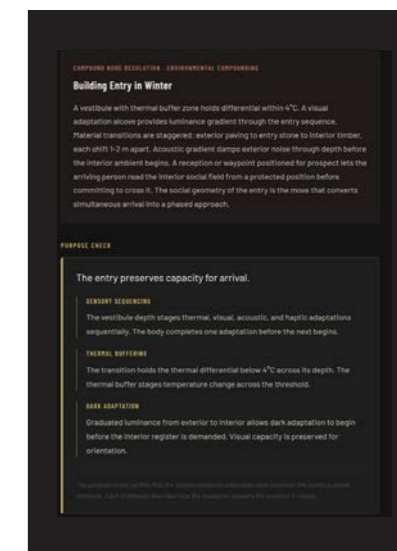 COMPOUND NODE RESOLUTION · ENVIRONMENTAL COMPOUNDING
Building Entry in Winter
A vestibule with thermal buffer zone holds differential within 4°C. A visual
adaptation alcove provides luminance gradient through the entry sequence.
Material transitions are staggered: exterior paving to entry stone to interior timber,
each shift 1–2 m apart. Acoustic gradient damps exterior noise through depth before
the interior ambient begins. A reception or waypoint positioned for prospect lets the
arriving person read the interior social field from a protected position before
committing to cross it. The social geometry of the entry is the move that converts
simultaneous arrival into a phased approach.
PURPOSE CHECK
The entry preserves capacity for arrival.
SENSORY SEQUENCING
The vestibule depth stages thermal, visual, acoustic, and haptic adaptations
sequentially. The body completes one adaptation before the next begins.
THERMAL BUFFERING
The transition holds the thermal differential below 4°C across its depth. The
thermal buffer stages temperature change across the threshold.
DARK ADAPTATION
Graduated luminance from exterior to interior allows dark adaptation to begin
before the interior register is demanded. Visual capacity is preserved for
orientation.